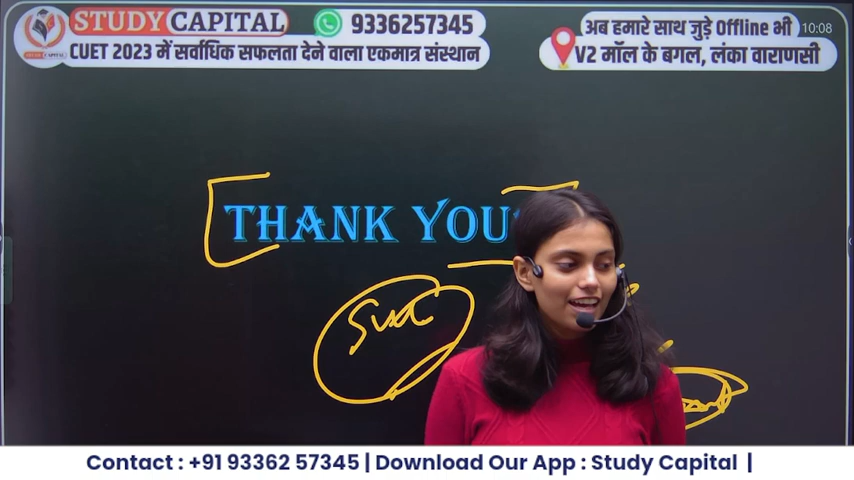 STUDY CAPITAL
9336257345
CUET 2023 में सर्वाधिक सफलता देने वाला एकमात्र संस्थान
अब हमारे साथ जुड़े Offline भी
10:08
V2 मॉल के बगल, लंका वाराणसी
THANK YOU
Contact : +91 93362 57345 | Download Our App : Study Capital |